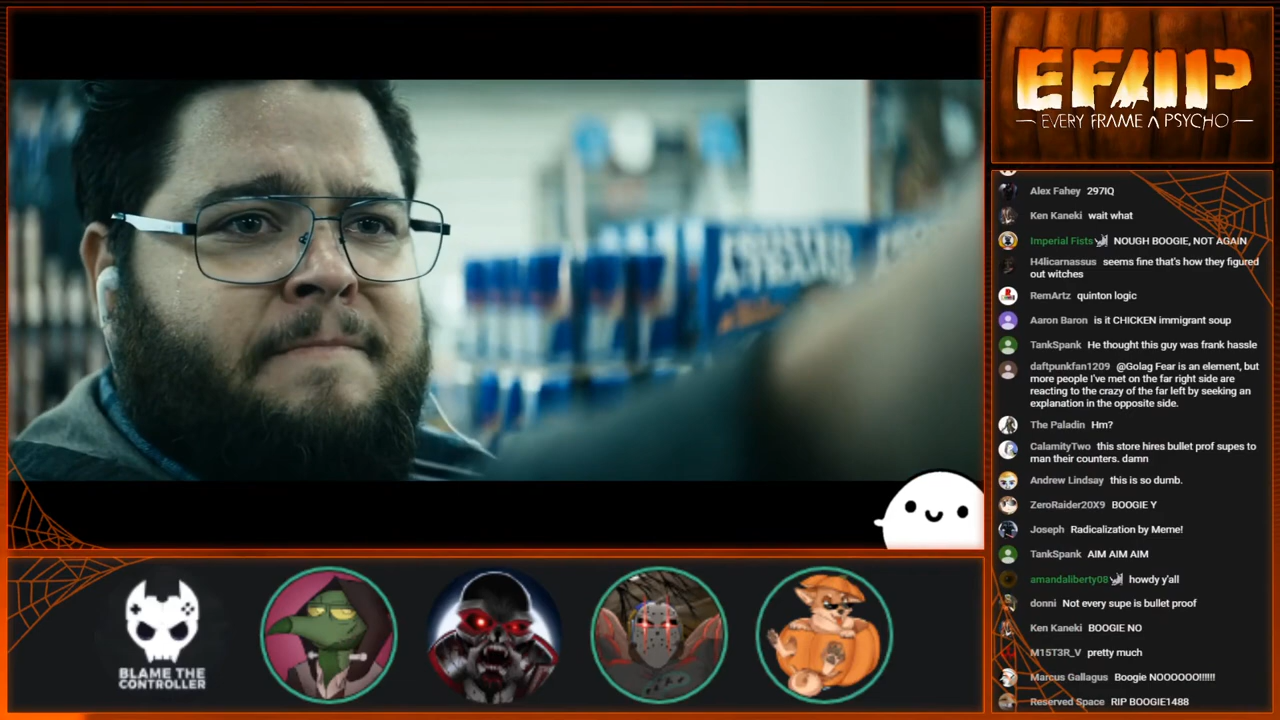 EFAP
EVERY FRAME A PSYCHO
Alex Fahey 297IQ
Ken Kaneki wait what
Imperial Fists NOUGH BOOGIE, NOT AGAIN
H4licarnassus seems fine that's how they figured
out witches
RemArtz quinton logic
Aaron Baron is it CHICKEN immigrant soup
TankSpank He thought this guy was frank hassle
daftpunkfan1209 @Golag Fear is an element, but
more people I've met on the far right side are
reacting to the crazy of the far left by seeking an
explanation in the opposite side.
The Paladin Hm?
CalamityTwo this store hires bullet prof supes to
man their counters. damn
Andrew Lindsay this is so dumb.
ZeroRaider20X9 BOOGIE Y
Joseph Radicalization by Meme!
TankSpank AIM AIM AIM
amandaliberty08 howdy y'all
donni Not every supe is bullet proof
Ken Kaneki BOOGIE NO
M15T3R_V pretty much
Marcus Gallagus Boogie NOOOOOO!!!!!!
Reserved Space RIP BOOGIE1488
BLAME THE
CONTROLLER